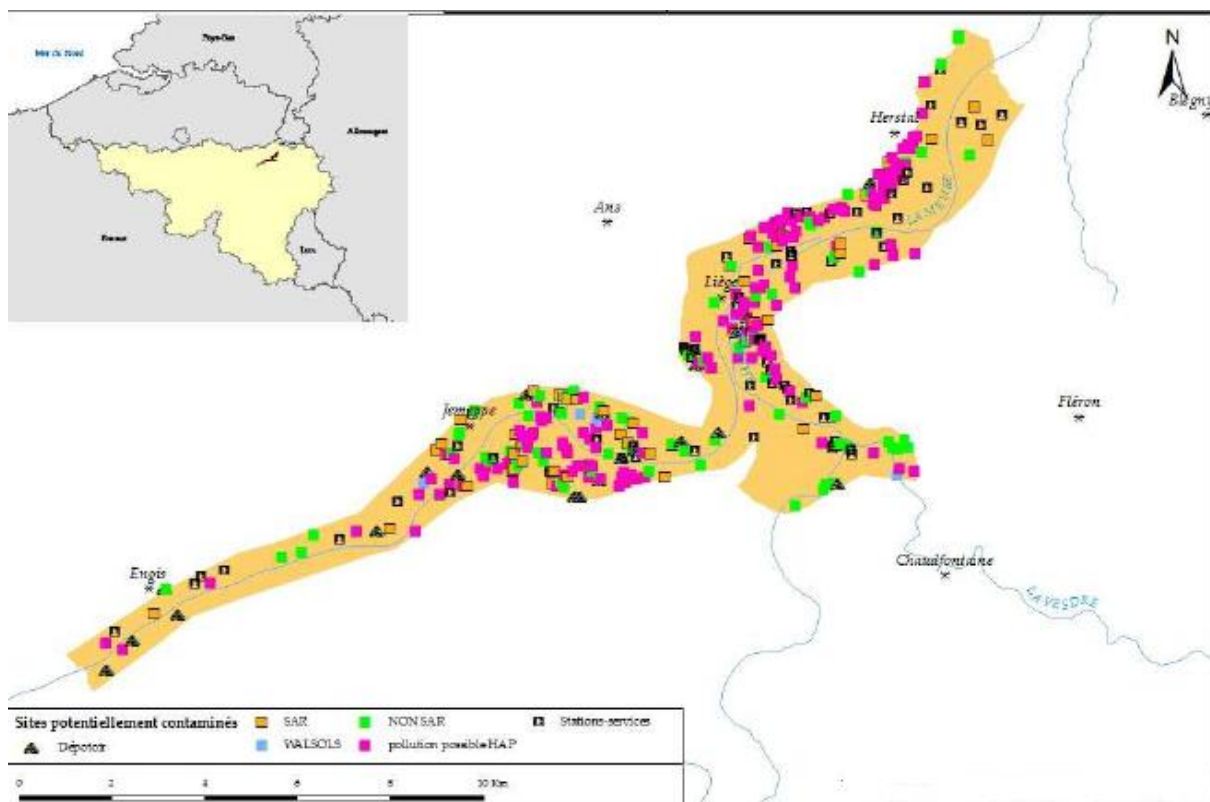 Mer du Nord
Pays-Bas
Allemagne
France
Lux.
N
Herstal
Ans
LA MEUSE
Liège
Jemeppe
Fléron
Engis
Chaudfontaine
LA VESDRE
Sites potentiellement contaminés
SAR
NON SAR
Stations-services
Dépotoir
WALSOLS
pollution possible HAP
0 2 4 6 8 10 Km